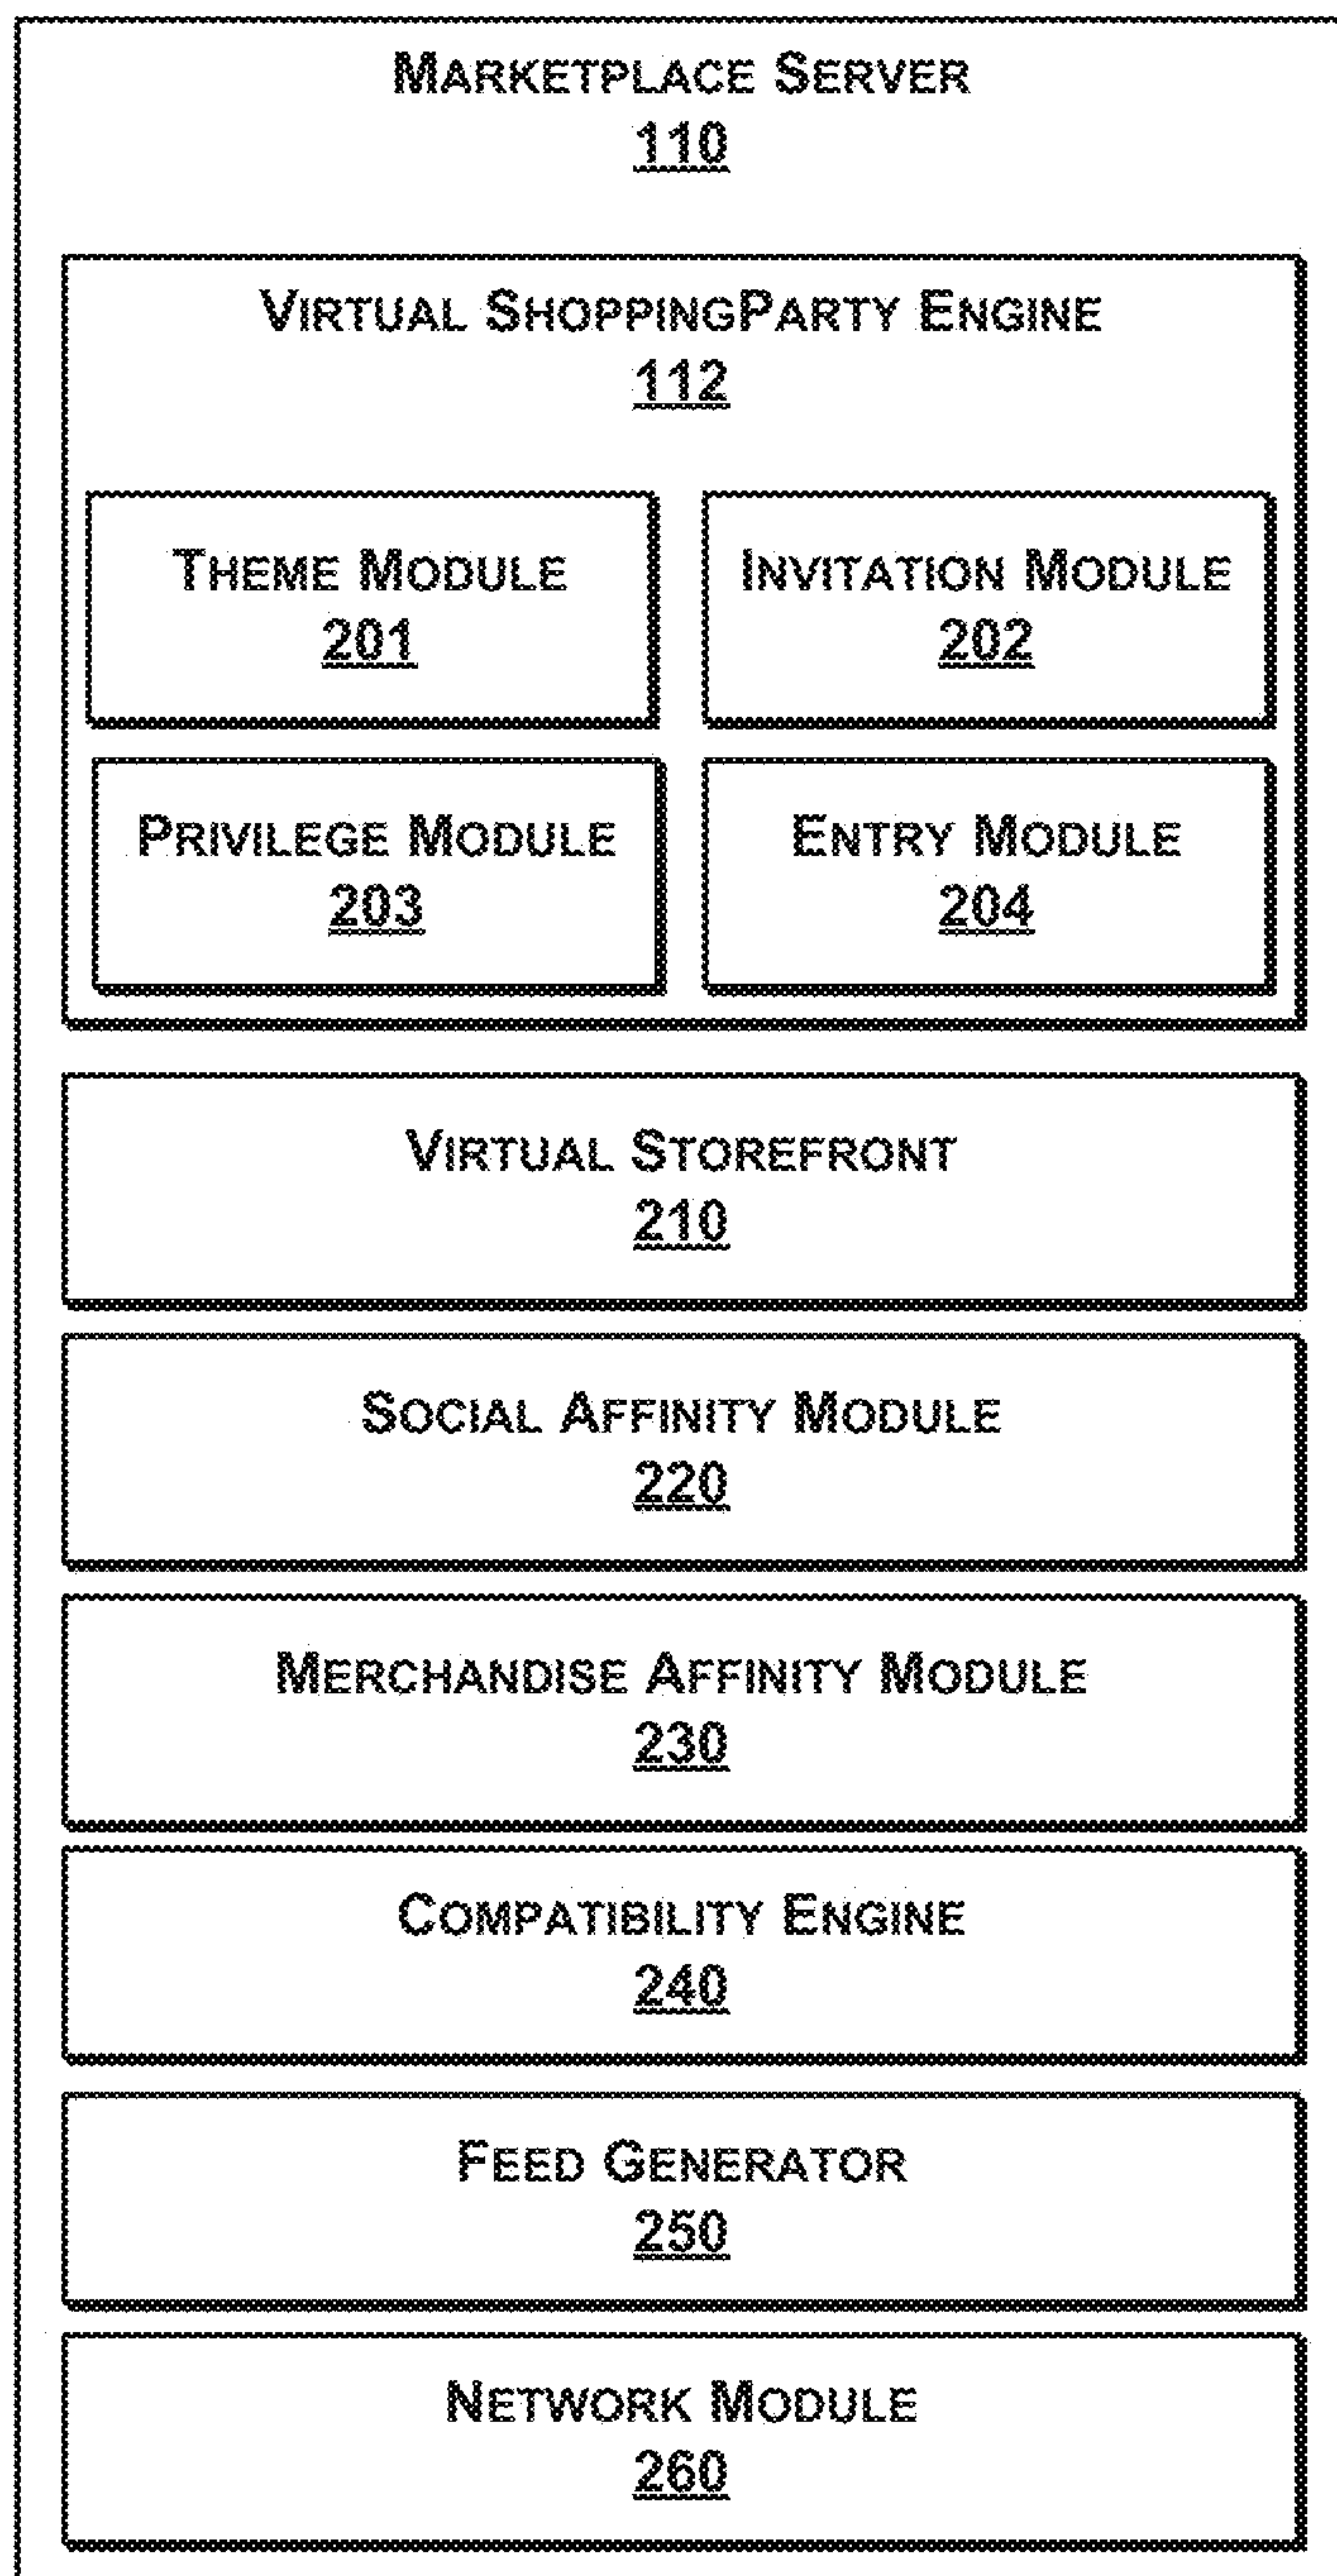 MARKETPLACE SERVER
110
VIRTUAL SHOPPINGPARTY ENGINE
112
THEME MODULE
201
INVITATION MODULE
202
PRIVILEGE MODULE
203
ENTRY MODULE
204
VIRTUAL STOREFRONT
210
SOCIAL AFFINITY MODULE
220
MERCHANDISE AFFINITY MODULE
230
COMPATIBILITY ENGINE
240
FEED GENERATOR
250
NETWORK MODULE
260